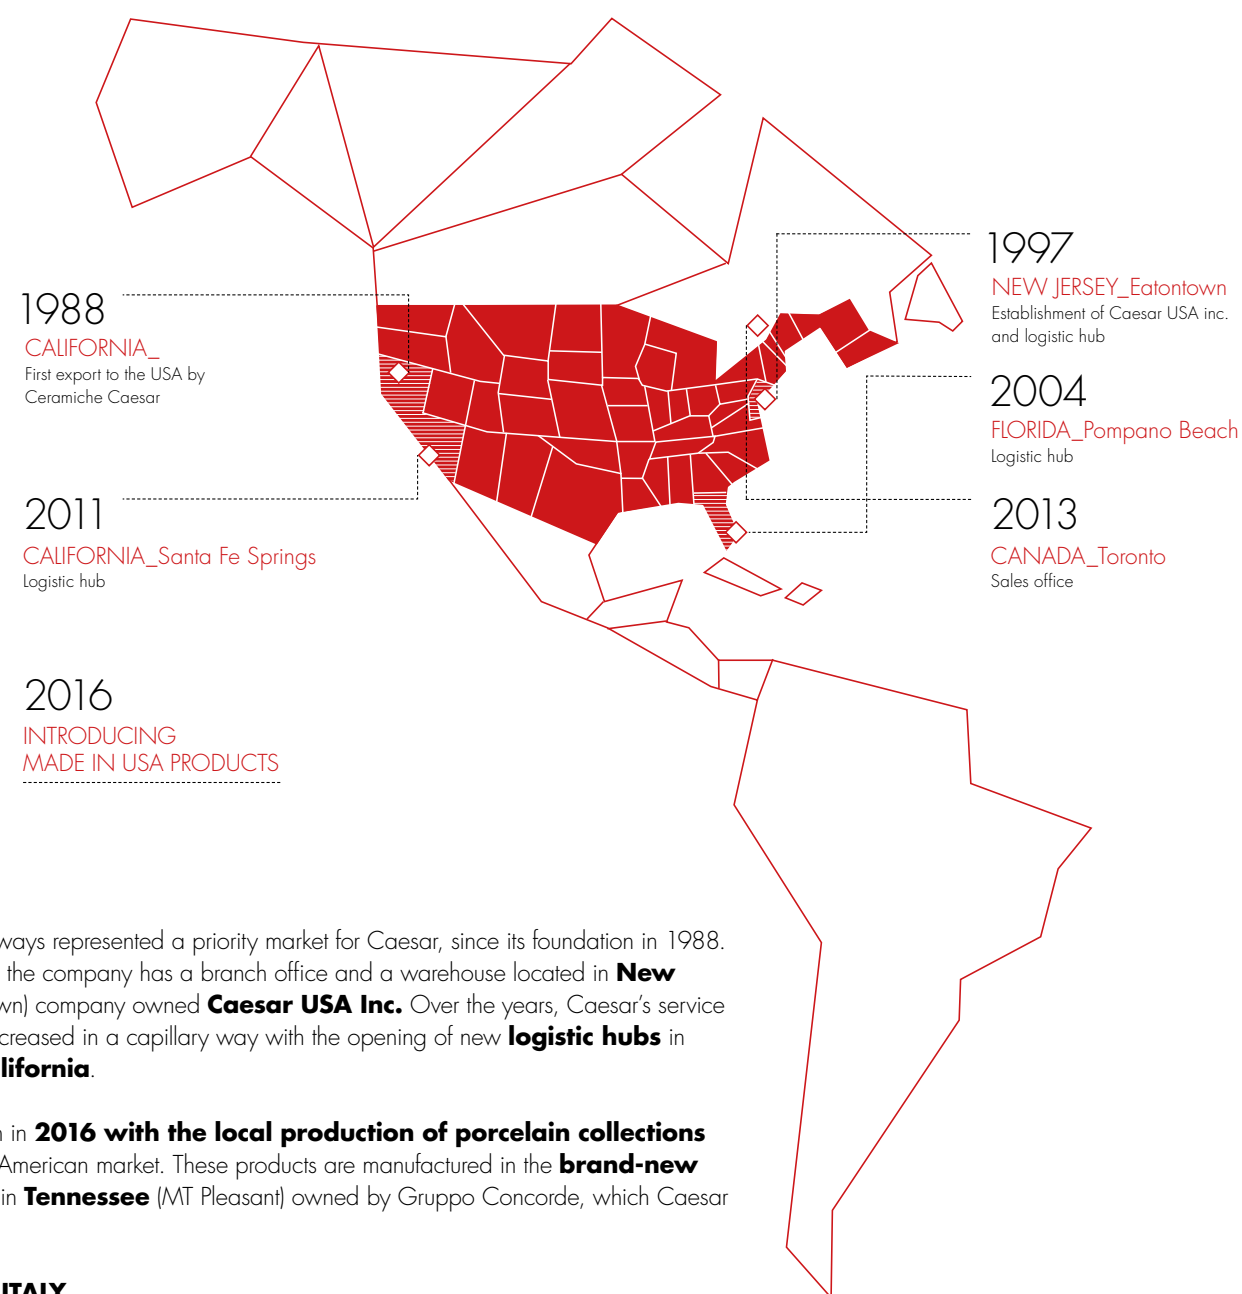 1988
CALIFORNIA_
First export to the USA by
Ceramiche Caesar
2011
CALIFORNIA_Santa Fe Springs
Logistic hub
2016
INTRODUCING
MADE IN USA PRODUCTS
1997
NEW JERSEY_Eatontown
Establishment of Caesar USA inc.
and logistic hub
2004
FLORIDA_Pompano Beach
Logistic hub
2013
CANADA_Toronto
Sales office
ways represented a priority market for Caesar, since its foundation in 1988.
the company has a branch office and a warehouse located in New
wn) company owned Caesar USA Inc. Over the years, Caesar’s service
creased in a capillary way with the opening of new logistic hubs in
lifornia.
in 2016 with the local production of porcelain collections
American market. These products are manufactured in the brand-new
in Tennessee (MT Pleasant) owned by Gruppo Concorde, which Caesar
ITALY